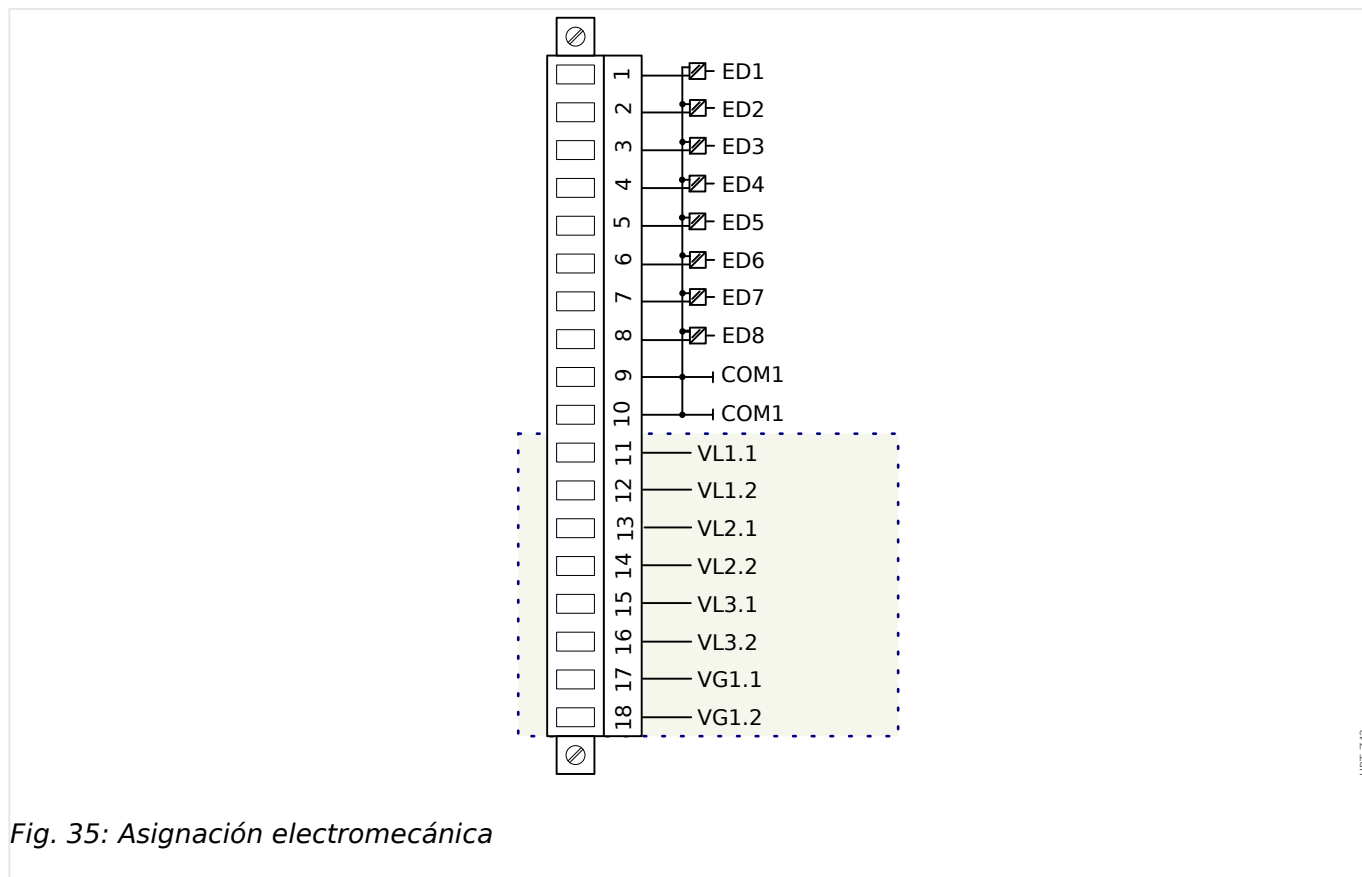 1 ED1
2 ED2
3 ED3
4 ED4
5 ED5
6 ED6
7 ED7
8 ED8
9 COM1
10 COM1
11 VL1.1
12 VL1.2
13 VL2.1
14 VL2.2
15 VL3.1
16 VL3.2
17 VG1.1
18 VG1.2
Fig. 35: Asignación electromecánica